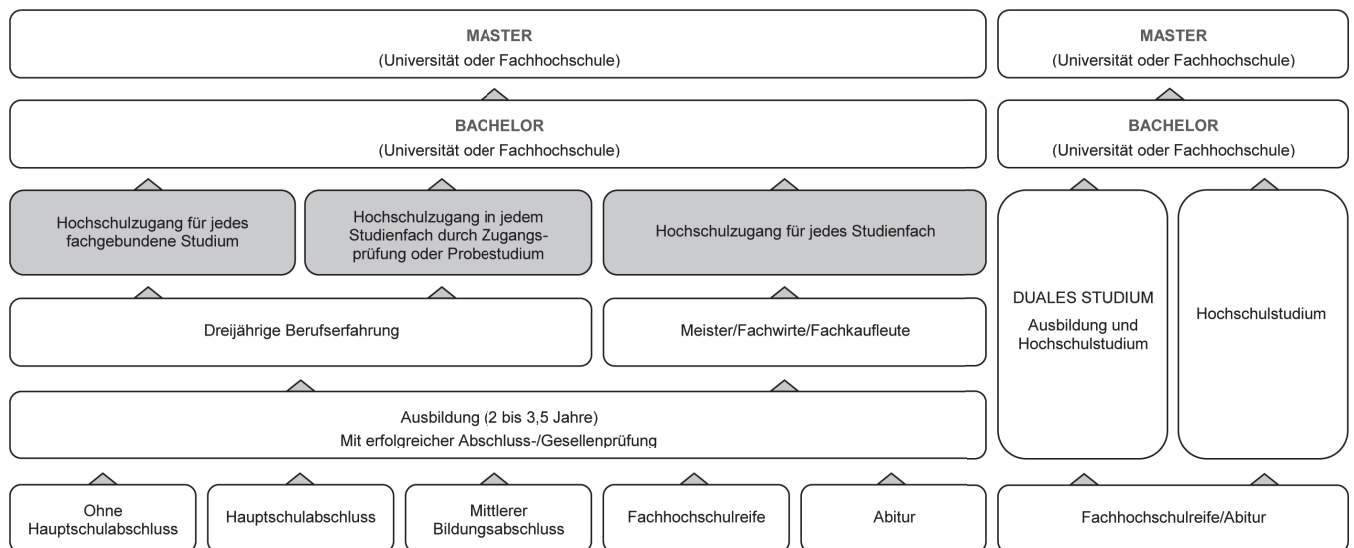 MASTER
(Universität oder Fachhochschule)
MASTER
(Universität oder Fachhochschule)
BACHELOR
(Universität oder Fachhochschule)
BACHELOR
(Universität oder Fachhochschule)
Hochschulzugang für jedes
fachgebundene Studium
Hochschulzugang in jedem
Studienfach durch Zugangs-
prüfung oder Probestudium
Hochschulzugang für jedes Studienfach
DUALES STUDIUM
Ausbildung und
Hochschulstudium
Hochschulstudium
Dreijährige Berufserfahrung
Meister/Fachwirte/Fachkaufleute
Ausbildung (2 bis 3,5 Jahre)
Mit erfolgreicher Abschluss-/Gesellenprüfung
Ohne
Hauptschulabschluss
Hauptschulabschluss
Mittlerer
Bildungsabschluss
Fachhochschulreife
Abitur
Fachhochschulreife/Abitur